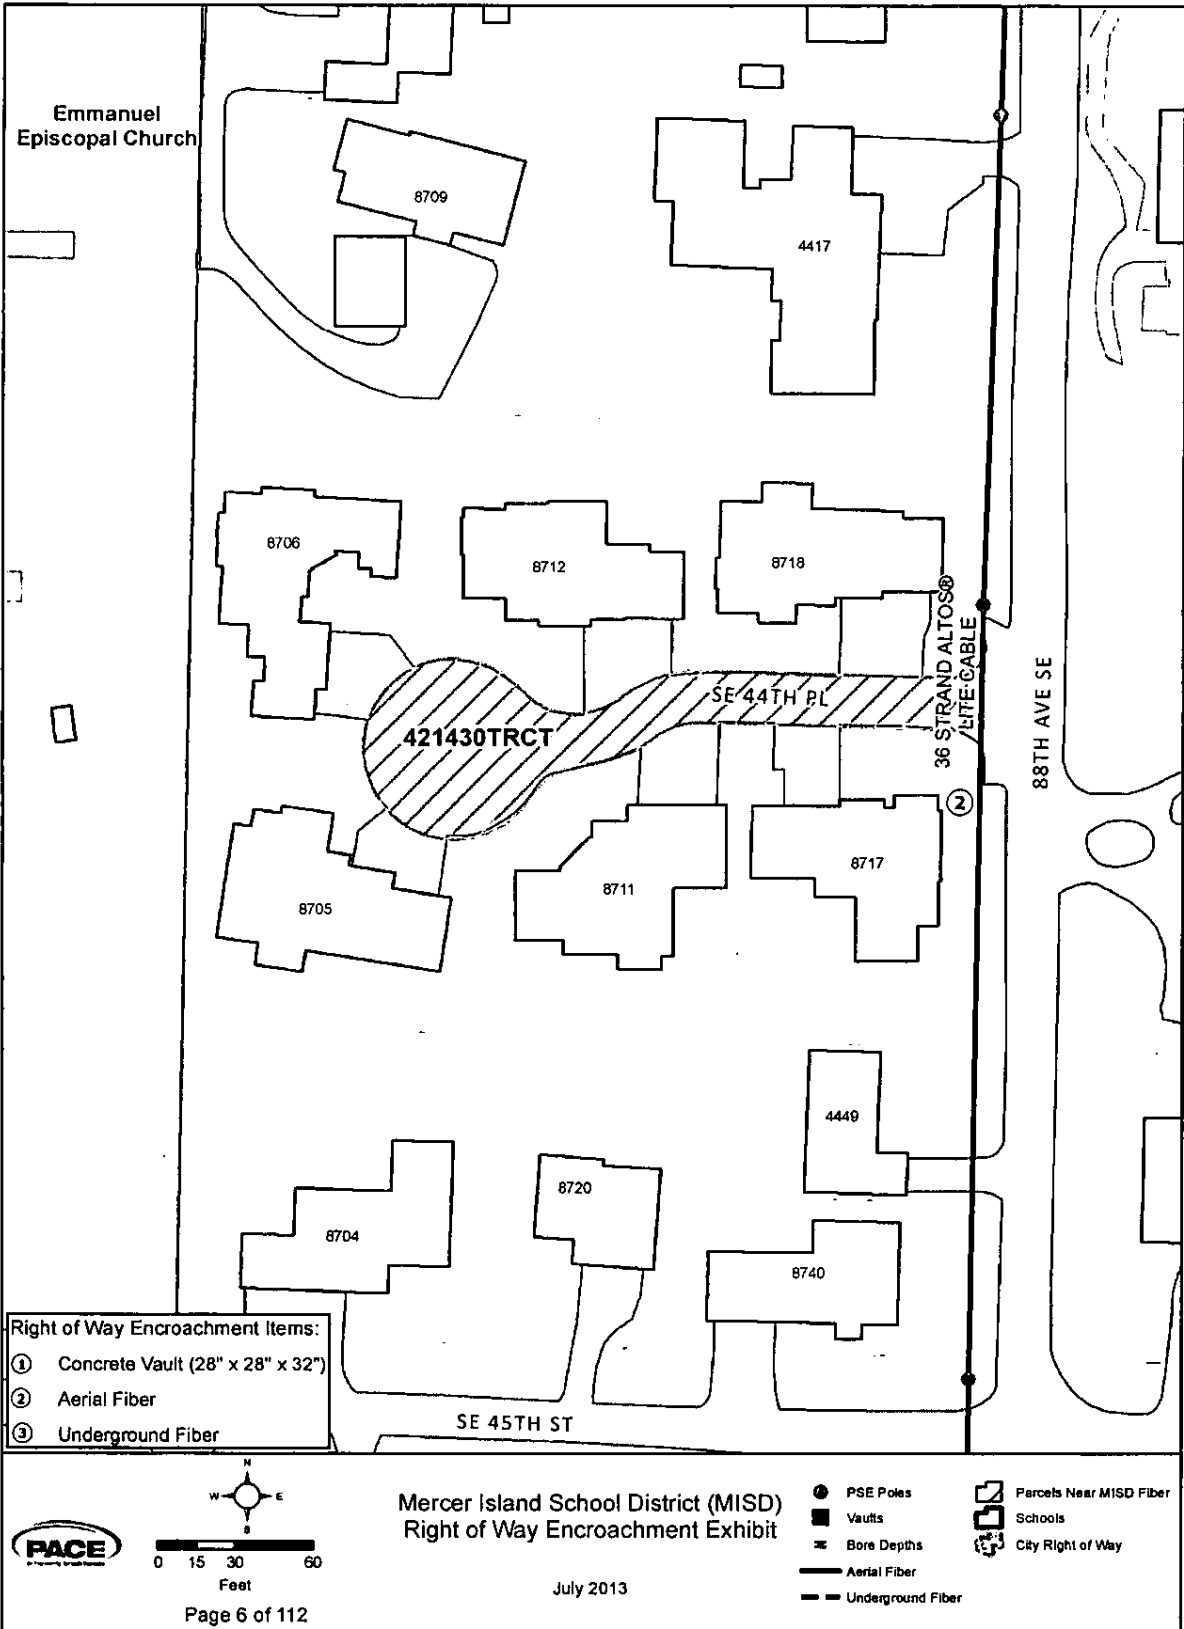 Emmanuel
Episcopal Church
8709
4417
8706
8712
8718
36 STRAND ALTOS®
LITE CABLE
SE 44TH PL
421430TRCT
88TH AVE SE
2
8705
8711
8717
4449
8720
8704
8740
Right of Way Encroachment Items:
1 Concrete Vault (28" x 28" x 32")
2 Aerial Fiber
3 Underground Fiber
SE 45TH ST
N
W E
S
PACE
0 15 30 60
Feet
Page 6 of 112
Mercer Island School District (MISD)
Right of Way Encroachment Exhibit
July 2013
PSE Poles
Vaults
Bore Depths
Aerial Fiber
Underground Fiber
Parcels Near MISD Fiber
Schools
City Right of Way